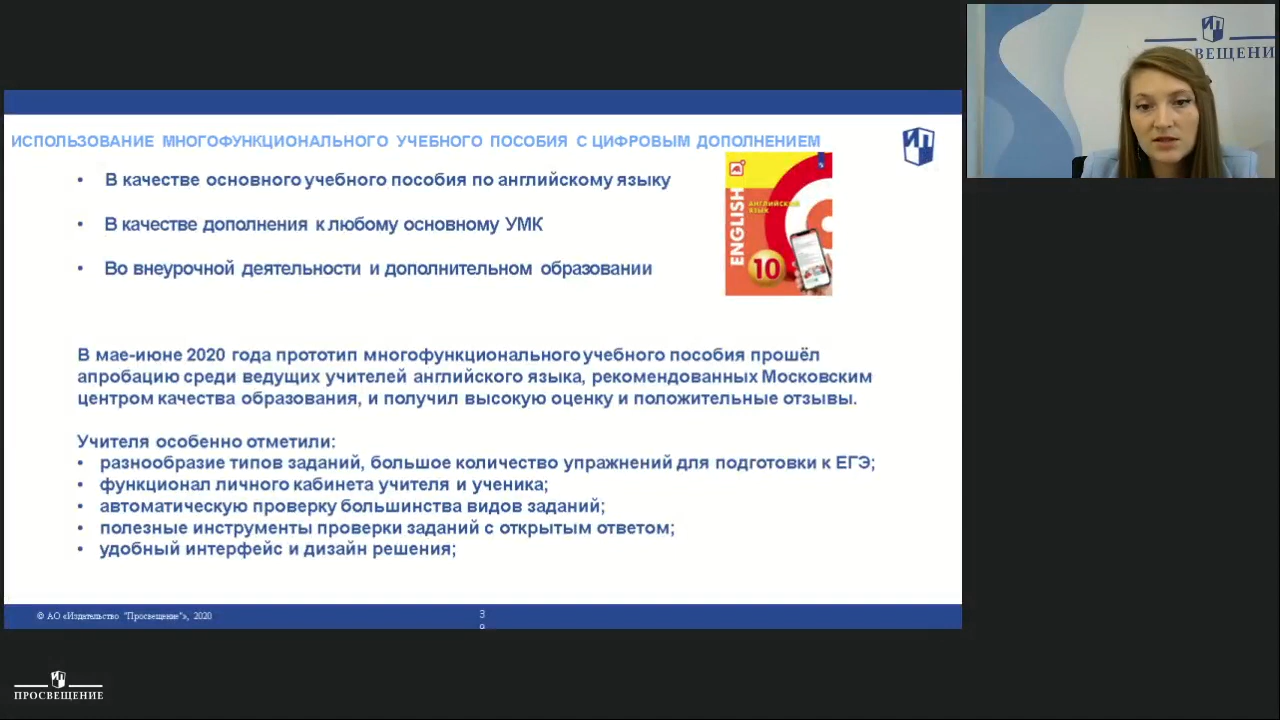 ПРОСВЕЩЕНИ
ИСПОЛЬЗОВАНИЕ МНОГОФУНКЦИОНАЛЬНОГО УЧЕБНОГО ПОСОБИЯ С ЦИФРОВЫМ ДОПОЛНЕНИЕМ
• В качестве основного учебного пособия по английскому языку
• В качестве дополнения к любому основному УМК
• Во внеурочной деятельности и дополнительном образовании
ENGLISH
АНГЛИЙСКИЙ
ЯЗЫК
10
В мае-июне 2020 года прототип многофункционального учебного пособия прошёл
апробацию среди ведущих учителей английского языка, рекомендованных Московским
центром качества образования, и получил высокую оценку и положительные отзывы.
Учителя особенно отметили:
• разнообразие типов заданий, большое количество упражнений для подготовки к ЕГЭ;
• функционал личного кабинета учителя и ученика;
• автоматическую проверку большинства видов заданий;
• полезные инструменты проверки заданий с открытым ответом;
• удобный интерфейс и дизайн решения;
© АО «Издательство "Просвещение"», 2020
3
ПРОСВЕЩЕНИЕ